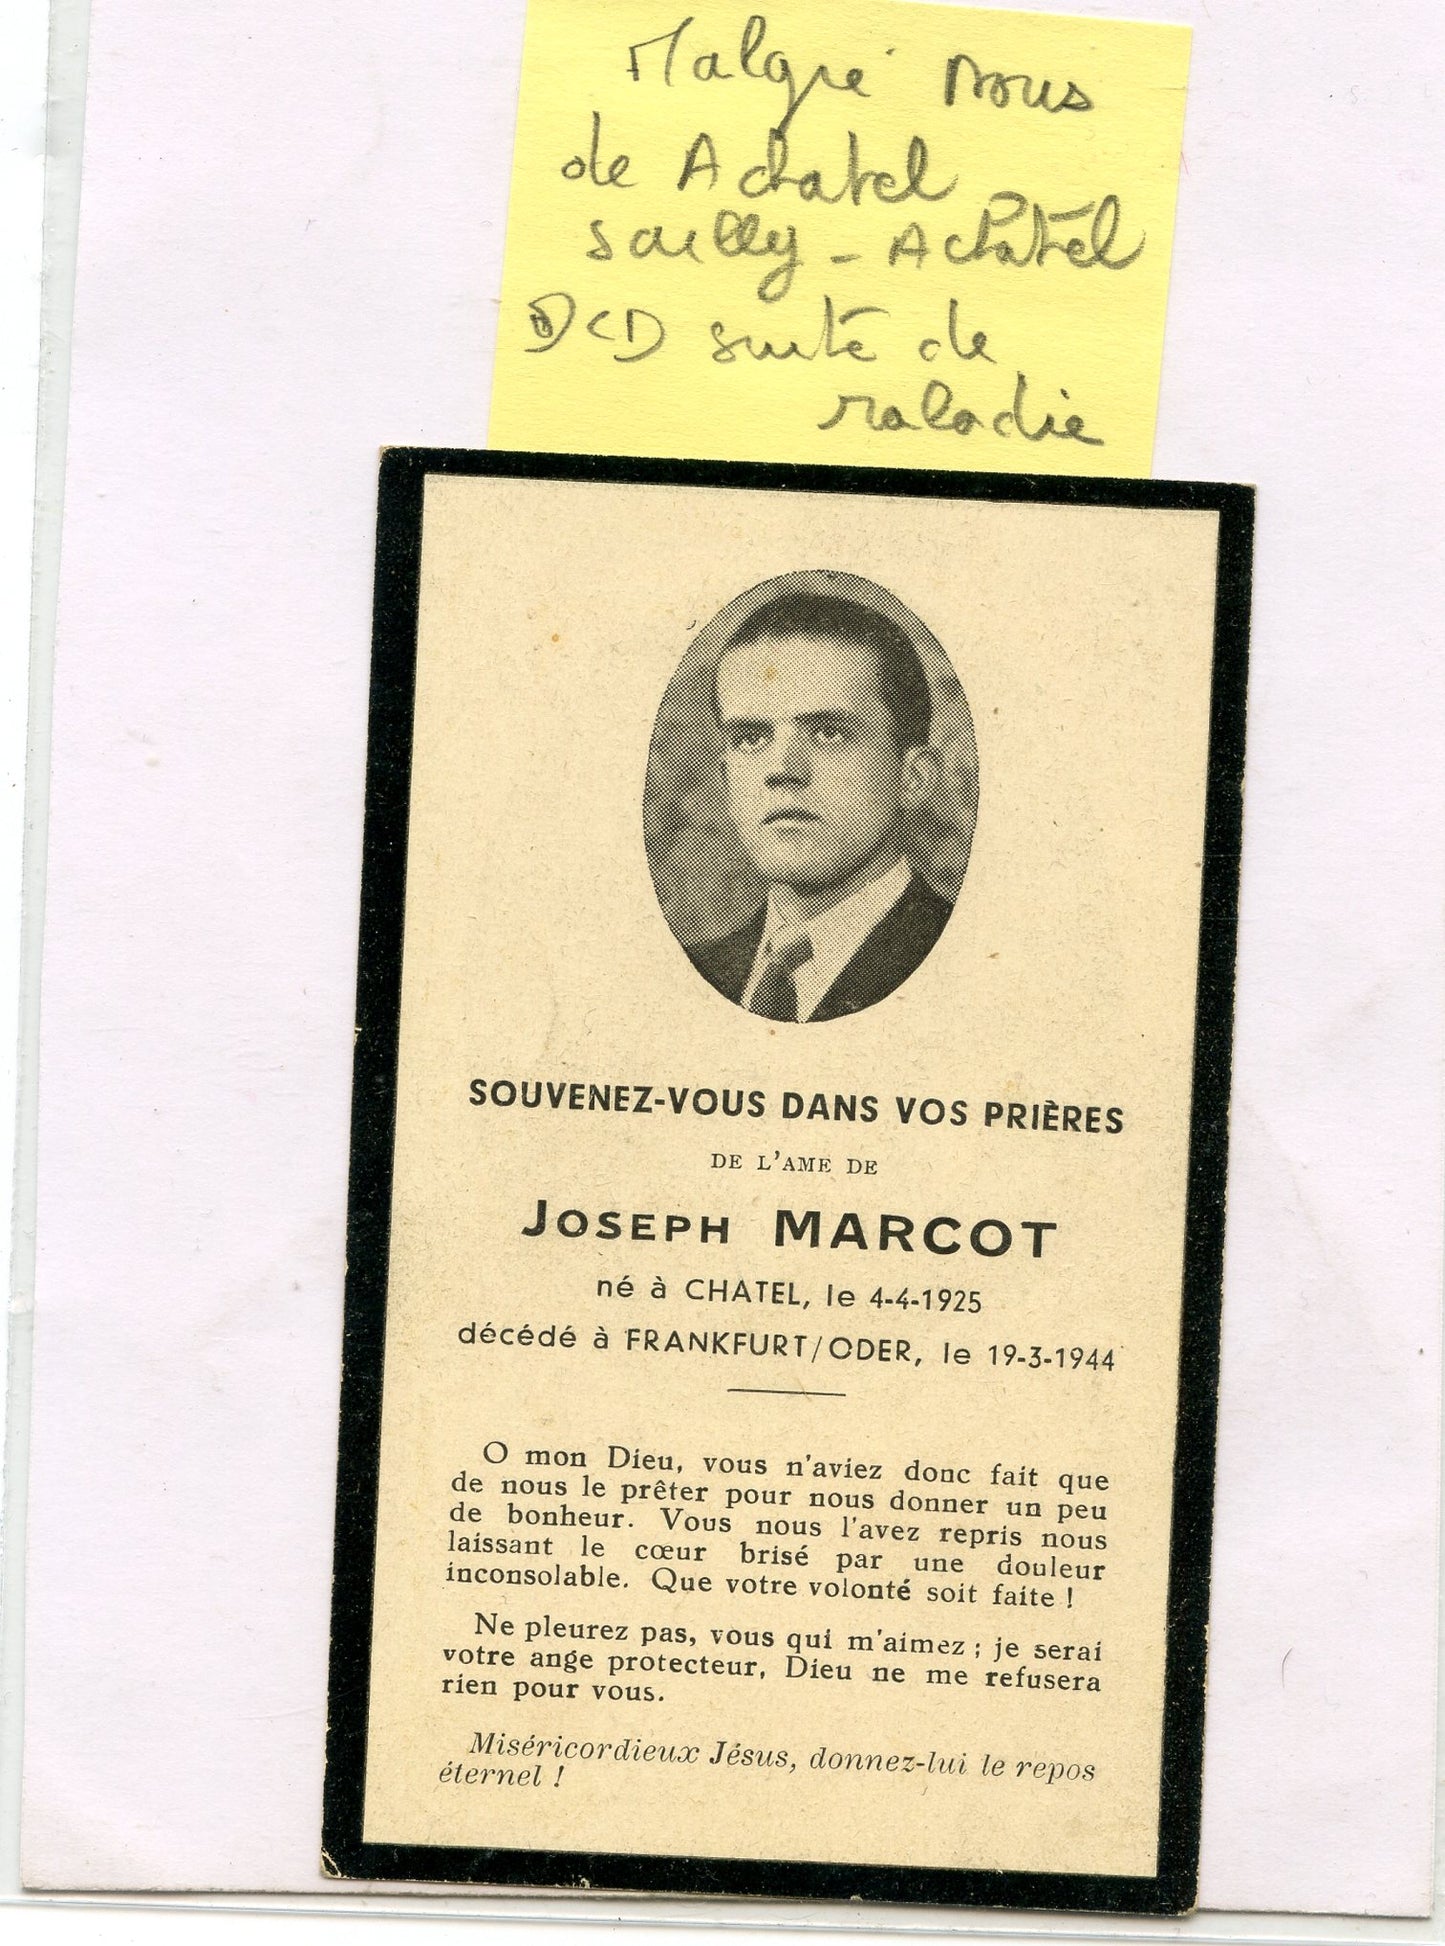 Malgré nous
de Achatel
Sailly - Achatel
DCD suite de
maladie
SOUVENEZ-VOUS DANS VOS PRIÈRES
DE L'AME DE
JOSEPH MARCOT
né à CHATEL, le 4-4-1925
décédé à FRANKFURT/ODER, le 19-3-1944
O mon Dieu, vous n'aviez donc fait que
de nous le prêter pour nous donner un peu
de bonheur. Vous nous l'avez repris nous
laissant le cœur brisé par une douleur
inconsolable. Que votre volonté soit faite !
Ne pleurez pas, vous qui m'aimez ; je serai
votre ange protecteur, Dieu ne me refusera
rien pour vous.
Miséricordieux Jésus, donnez-lui le repos
éternel !